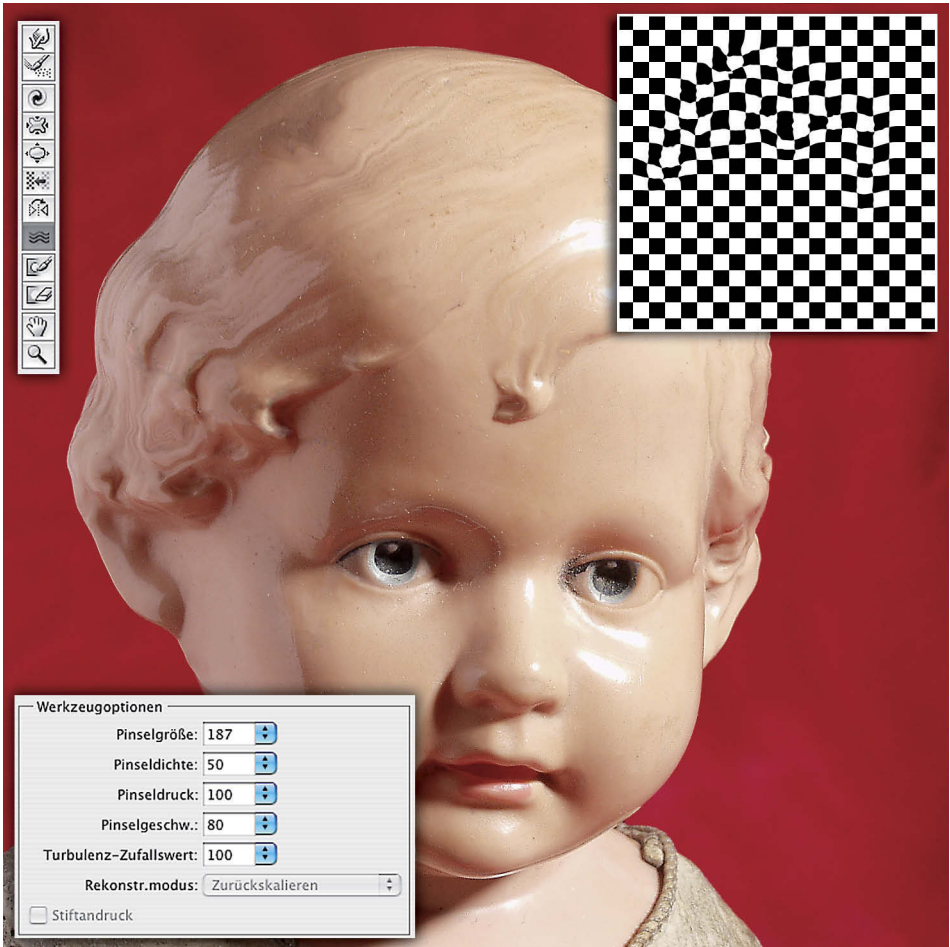 Werkzeugoptionen
Pinselgröße: 187
Pinseldichte: 50
Pinseldruck: 100
Pinselgeschw.: 80
Turbulenz-Zufallswert: 100
Rekonstr.modus: Zurückskalieren
Stiftandruck